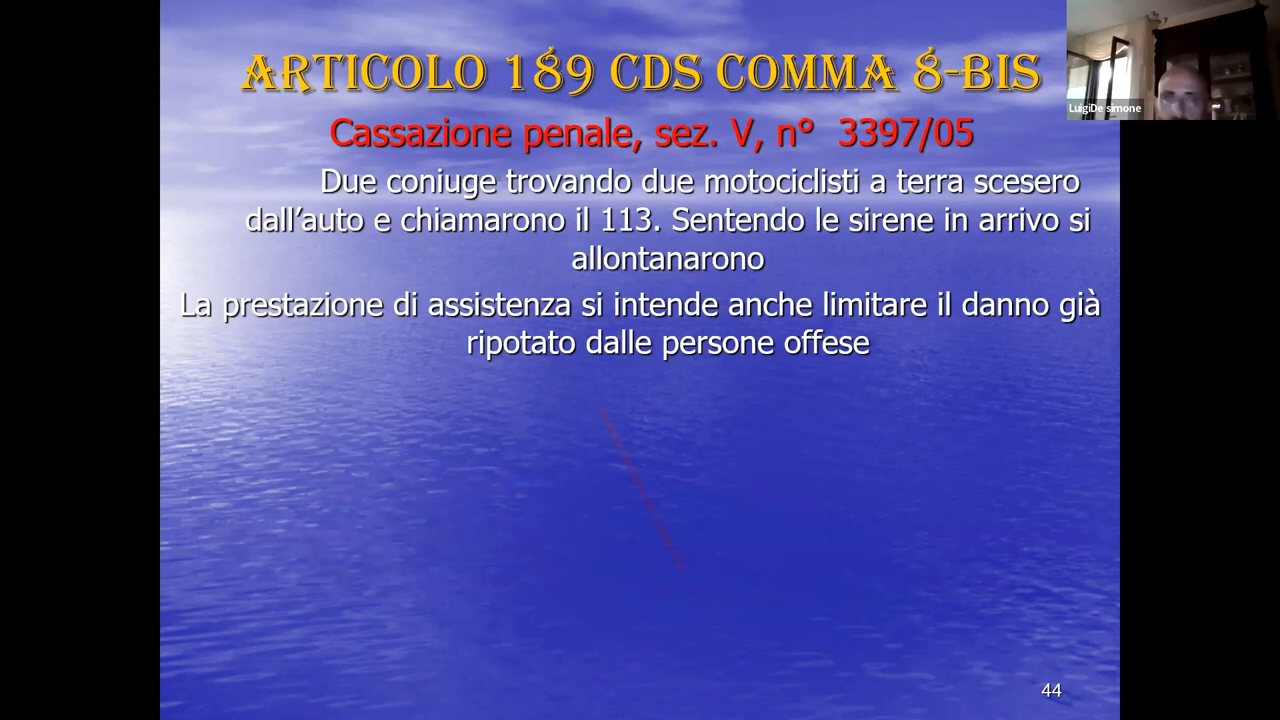 ARTICOLO 189 CDS COMMA 8-BIS
LuigiDe simone
Cassazione penale, sez. V, n° 3397/05
Due coniuge trovando due motociclisti a terra scesero
dall'auto e chiamarono il 113. Sentendo le sirene in arrivo si
allontanarono
La prestazione di assistenza si intende anche limitare il danno già
ripotato dalle persone offese
44